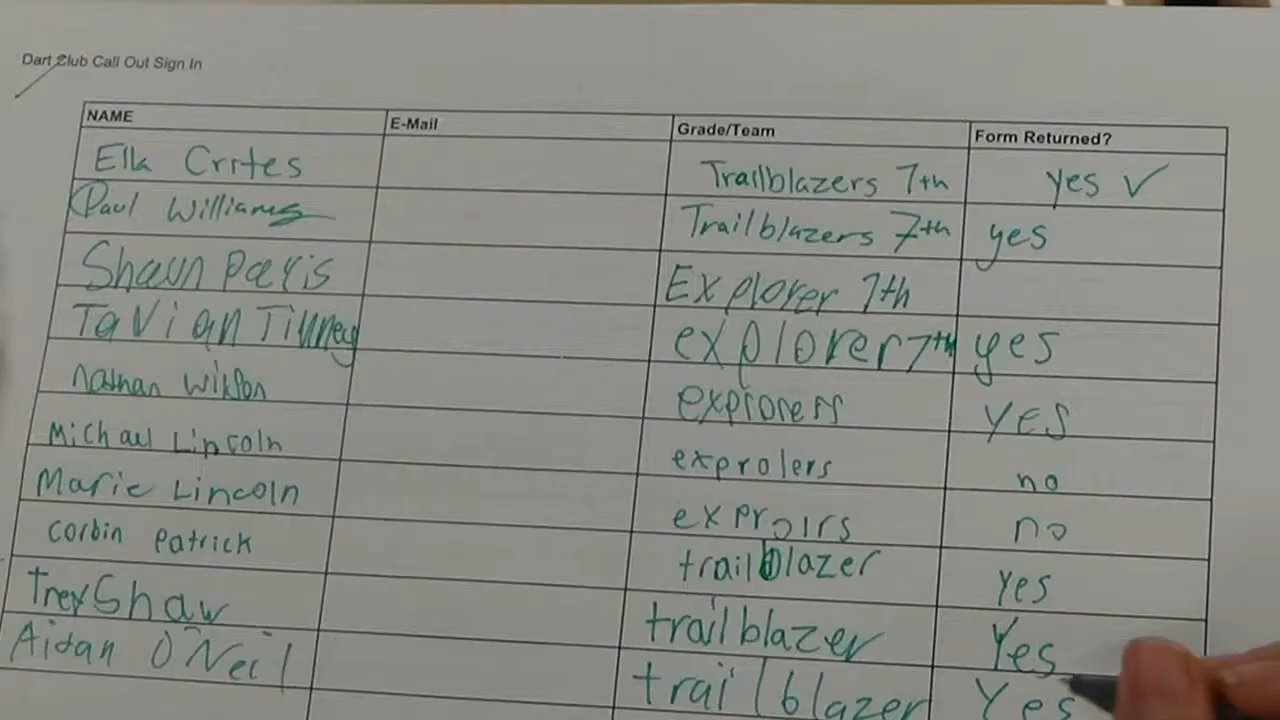 Dart Club Call Out Sign In
NAME E-Mail Grade/Team Form Returned?
Ella Crites Trailblazers 7th yes ✓
Paul Williams Trailblazers 7th yes
Shaun Paris Explorer 7th
TaVian Tinney explorer 7th yes
nathan Wilson explorers YES
Michael Lincoln exprolers no
Marie Lincoln exproirs no
corbin Patrick trailblazer Yes
Trey Shaw trailblazer Yes
Aidan O'Neil trailblazer Yes